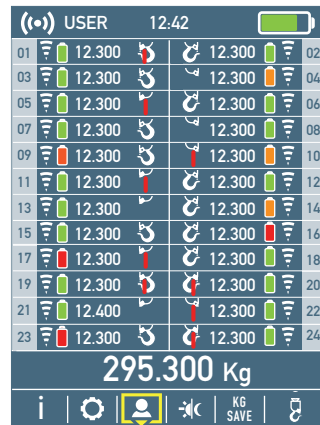 USER 12:42
01 12.300 12.300 02
03 12.300 12.300 04
05 12.300 12.300 06
07 12.300 12.300 08
09 12.300 12.300 10
11 12.300 12.300 12
13 12.300 12.300 14
15 12.300 12.300 16
17 12.300 12.300 18
19 12.300 12.300 20
21 12.400 12.300 22
23 12.300 12.300 24
295.300 Kg
i KG
SAVE